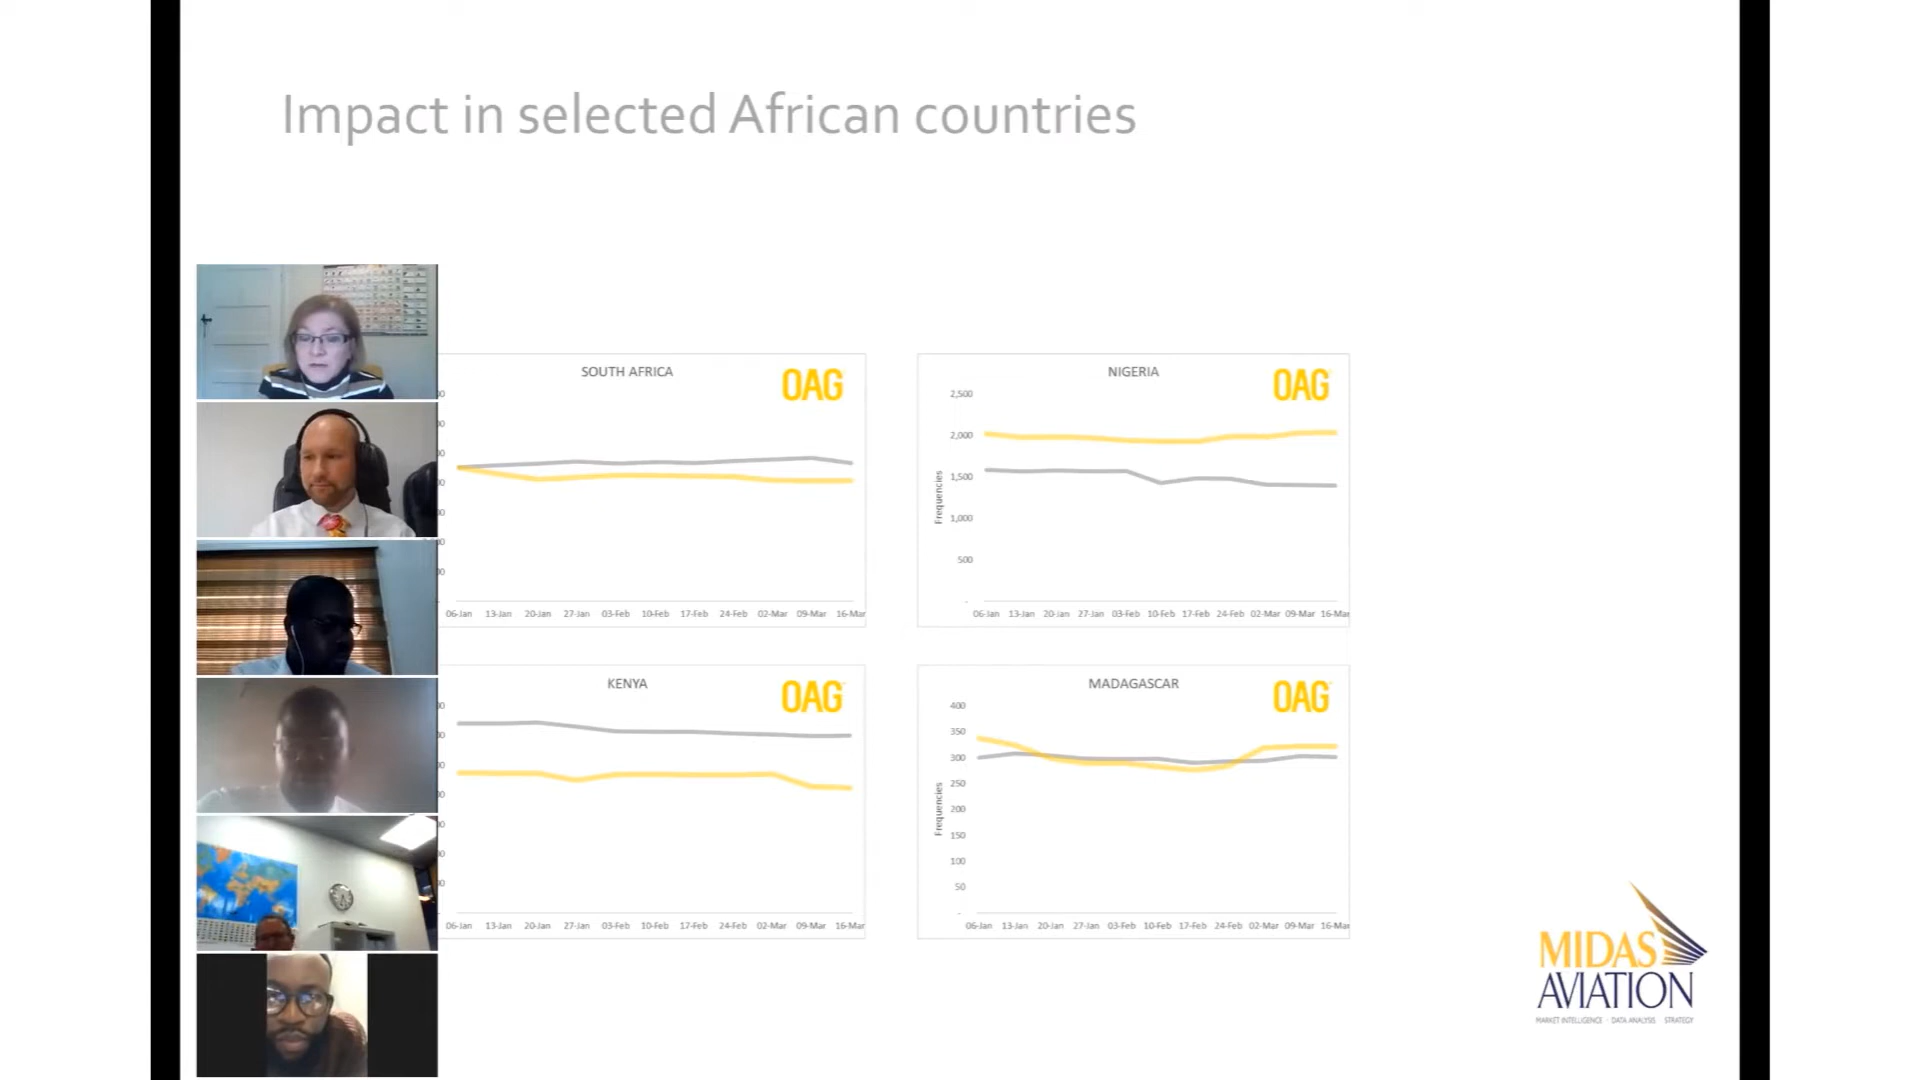 Impact in selected African countries
SOUTH AFRICA
OAG
06-Jan 13-Jan 20-Jan 27-Jan 03-Feb 10-Feb 17-Feb 24-Feb 02-Mar 09-Mar 16-Mar
NIGERIA
OAG
Frequencies
2,500
2,000
1,500
1,000
500
-
06-Jan 13-Jan 20-Jan 27-Jan 03-Feb 10-Feb 17-Feb 24-Feb 02-Mar 09-Mar 16-Mar
KENYA
OAG
06-Jan 13-Jan 20-Jan 27-Jan 03-Feb 10-Feb 17-Feb 24-Feb 02-Mar 09-Mar 16-Mar
MADAGASCAR
OAG
Frequencies
400
350
300
250
200
150
100
50
-
06-Jan 13-Jan 20-Jan 27-Jan 03-Feb 10-Feb 17-Feb 24-Feb 02-Mar 09-Mar 16-Mar
MIDAS
AVIATION
MARKET INTELLIGENCE · DATA ANALYSIS · STRATEGY